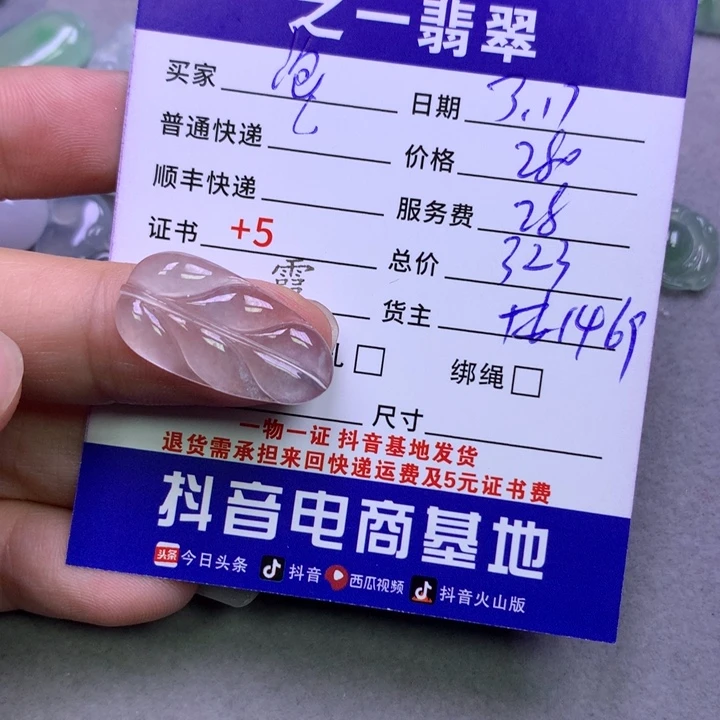 之一翡翠
买家 日期 3.17
普通快递 价格 280
顺丰快递 服务费 28
证书 +5 总价 323
霞 货主 1469
绑绳
尺寸
一物一证 抖音基地发货
退货需承担来回快递运费及5元证书费
抖音电商基地
头条 今日头条 抖音 西瓜视频 抖音火山版